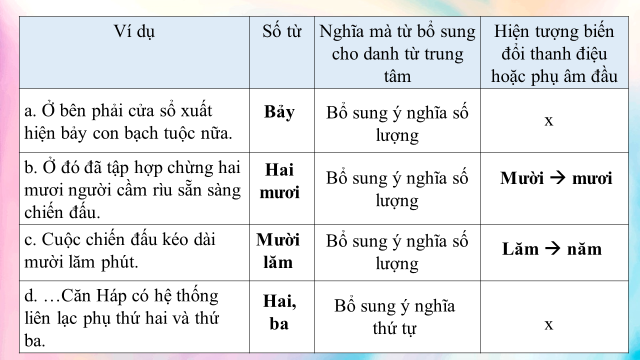 Ví dụ
Số từ
Nghĩa mà từ bổ sung
cho danh từ trung
tâm
Hiện tượng biến
đổi thanh điệu
hoặc phụ âm đầu
a. Ở bên phải cửa sổ xuất
hiện bảy con bạch tuộc nữa.
Bảy
Bổ sung ý nghĩa số
lượng
x
b. Ở đó đã tập hợp chừng hai
mươi người cầm rìu sẵn sàng
chiến đấu.
Hai
mươi
Bổ sung ý nghĩa số
lượng
Mười → mươi
c. Cuộc chiến đấu kéo dài
mười lăm phút.
Mười
lăm
Bổ sung ý nghĩa số
lượng
Lăm → năm
d. …Căn Háp có hệ thống
liên lạc phụ thứ hai và thứ
ba.
Hai,
ba
Bổ sung ý nghĩa
thứ tự
x